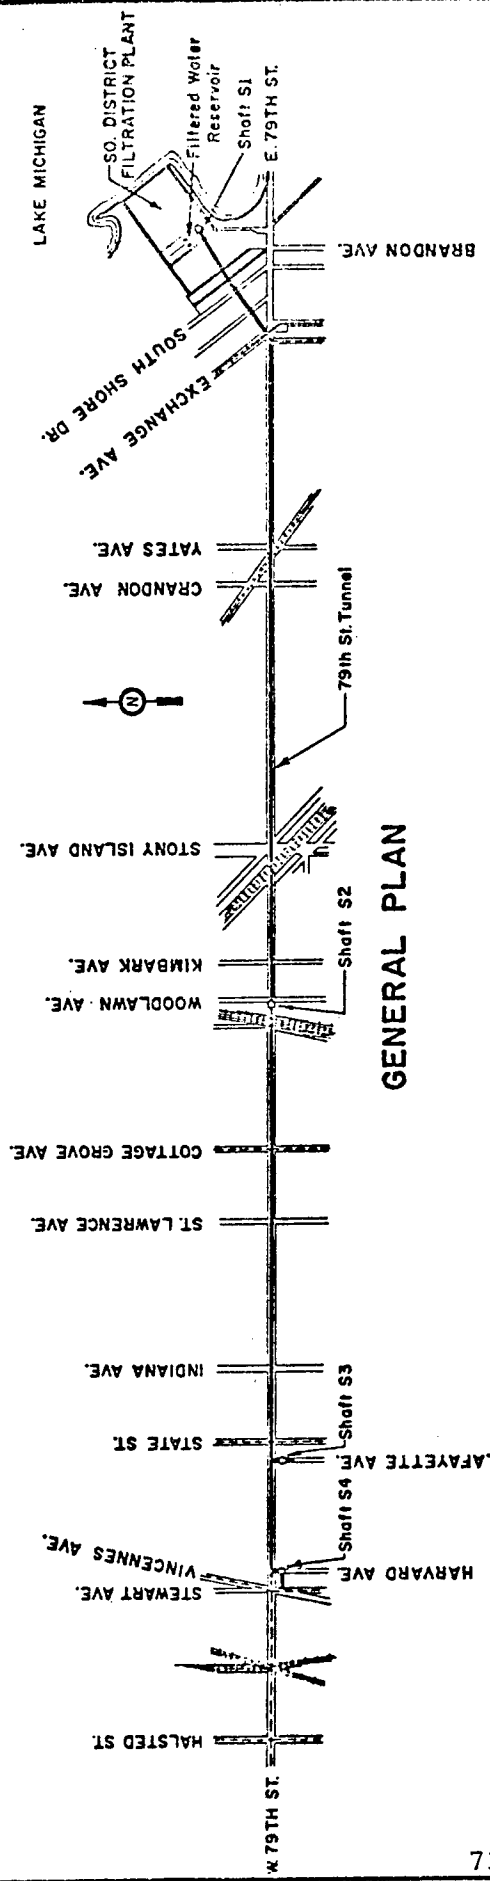 LAKE MICHIGAN
SO. DISTRICT
FILTRATION PLANT
Filtered Water
Reservoir
Shaft S1
E. 79TH ST.
BRANDON AVE.
SOUTH SHORE DR.
EXCHANGE AVE.
YATES AVE.
CRANDON AVE.
N
79th St. Tunnel
STONY ISLAND AVE.
KIMBARK AVE.
WOODLAWN AVE.
Shaft S2
GENERAL PLAN
COTTAGE GROVE AVE.
ST. LAWRENCE AVE.
INDIANA AVE.
STATE ST.
Shaft S3
LAFAYETTE AVE.
Shaft S4
HARVARD AVE.
VINCENNES AVE.
STEWART AVE.
HALSTED ST.
W. 79TH ST.